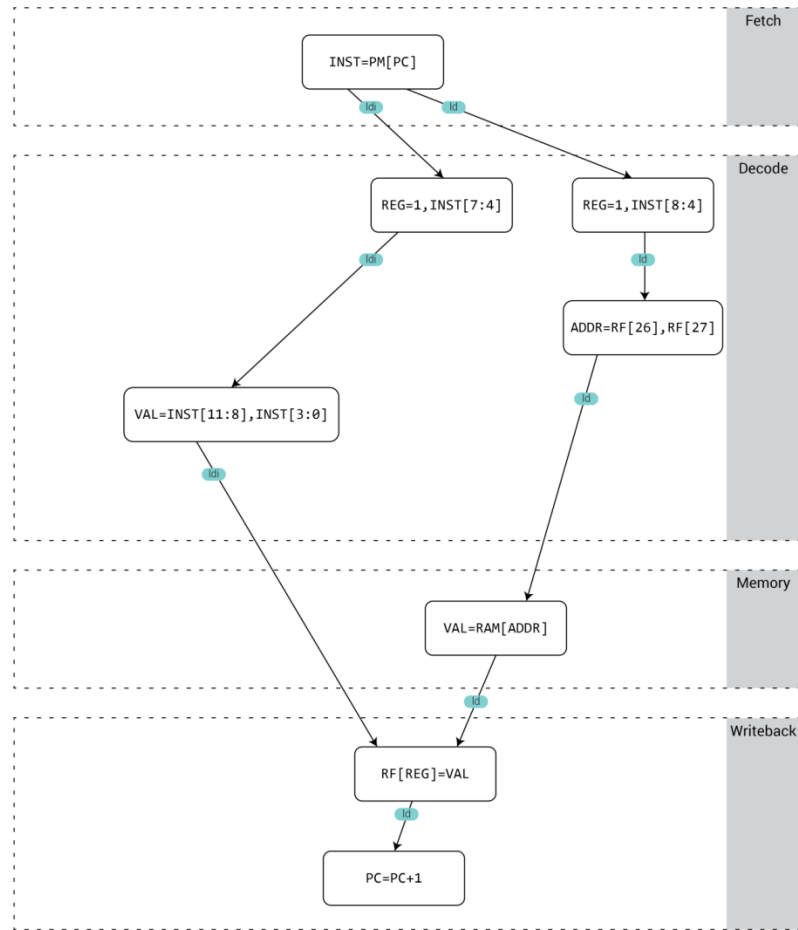 Fetch
INST=PM[PC]
ldi
ld
Decode
REG=1,INST[7:4]
REG=1,INST[8:4]
ldi
ld
ADDR=RF[26],RF[27]
ld
VAL=INST[11:8],INST[3:0]
ldi
Memory
VAL=RAM[ADDR]
ld
Writeback
RF[REG]=VAL
ld
PC=PC+1